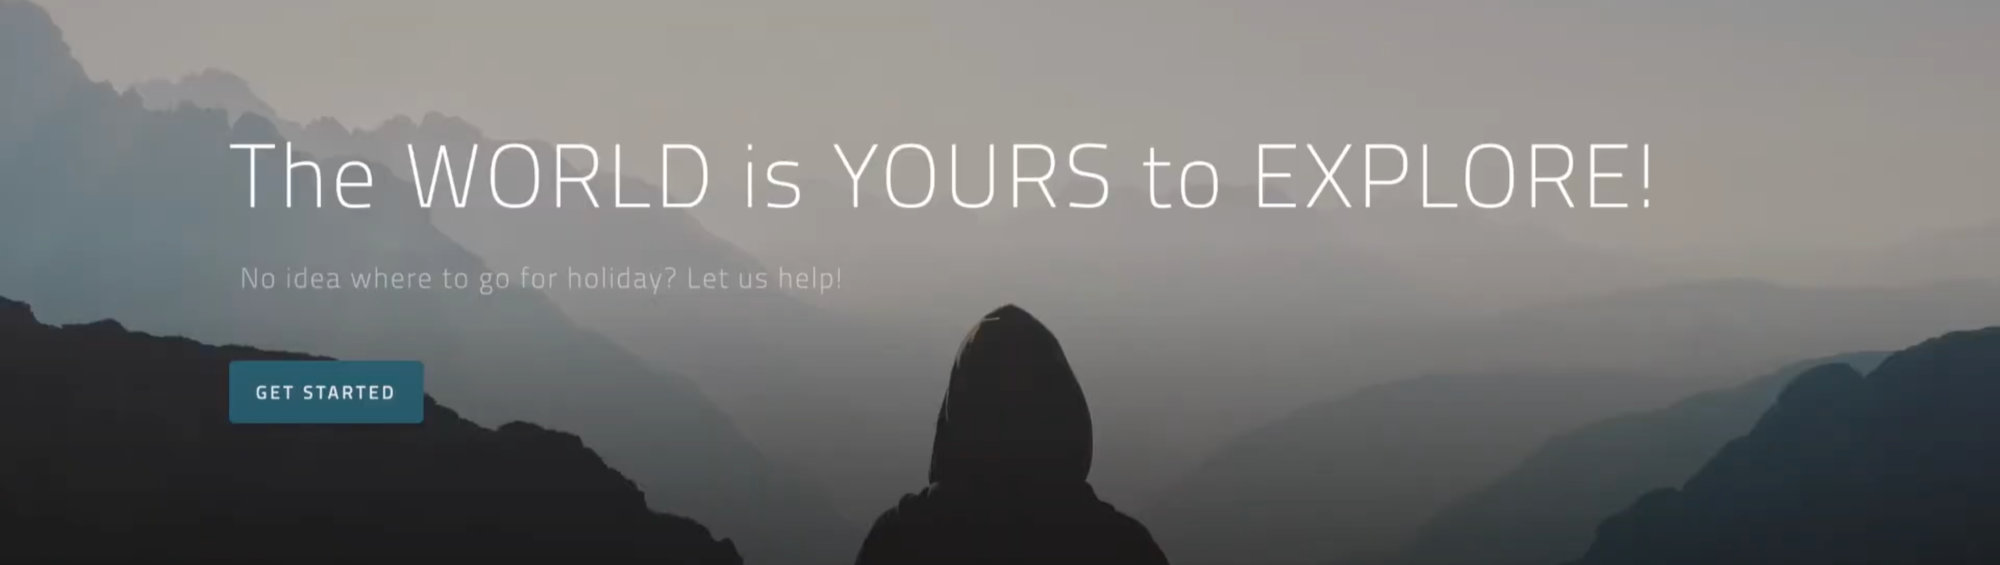 The WORLD is YOURS to EXPLORE!
No idea where to go for holiday? Let us help!
GET STARTED